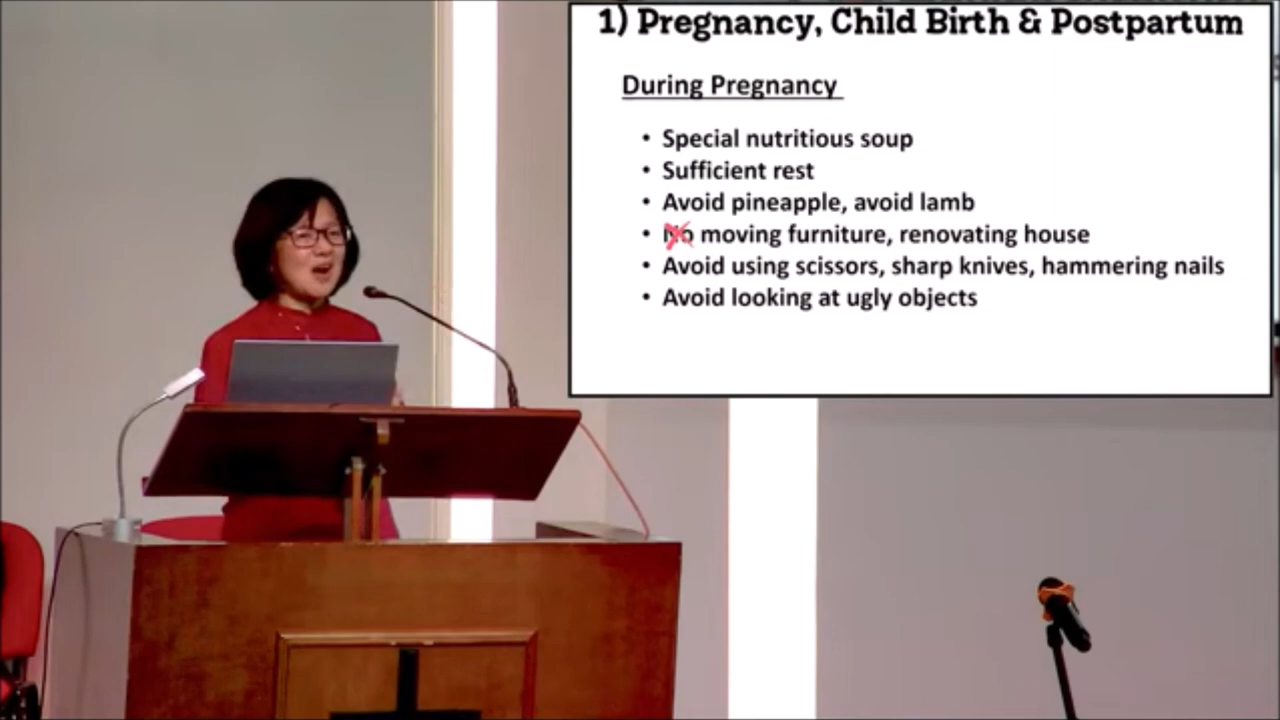 1) Pregnancy, Child Birth & Postpartum
During Pregnancy
• Special nutritious soup
• Sufficient rest
• Avoid pineapple, avoid lamb
• No moving furniture, renovating house
• Avoid using scissors, sharp knives, hammering nails
• Avoid looking at ugly objects